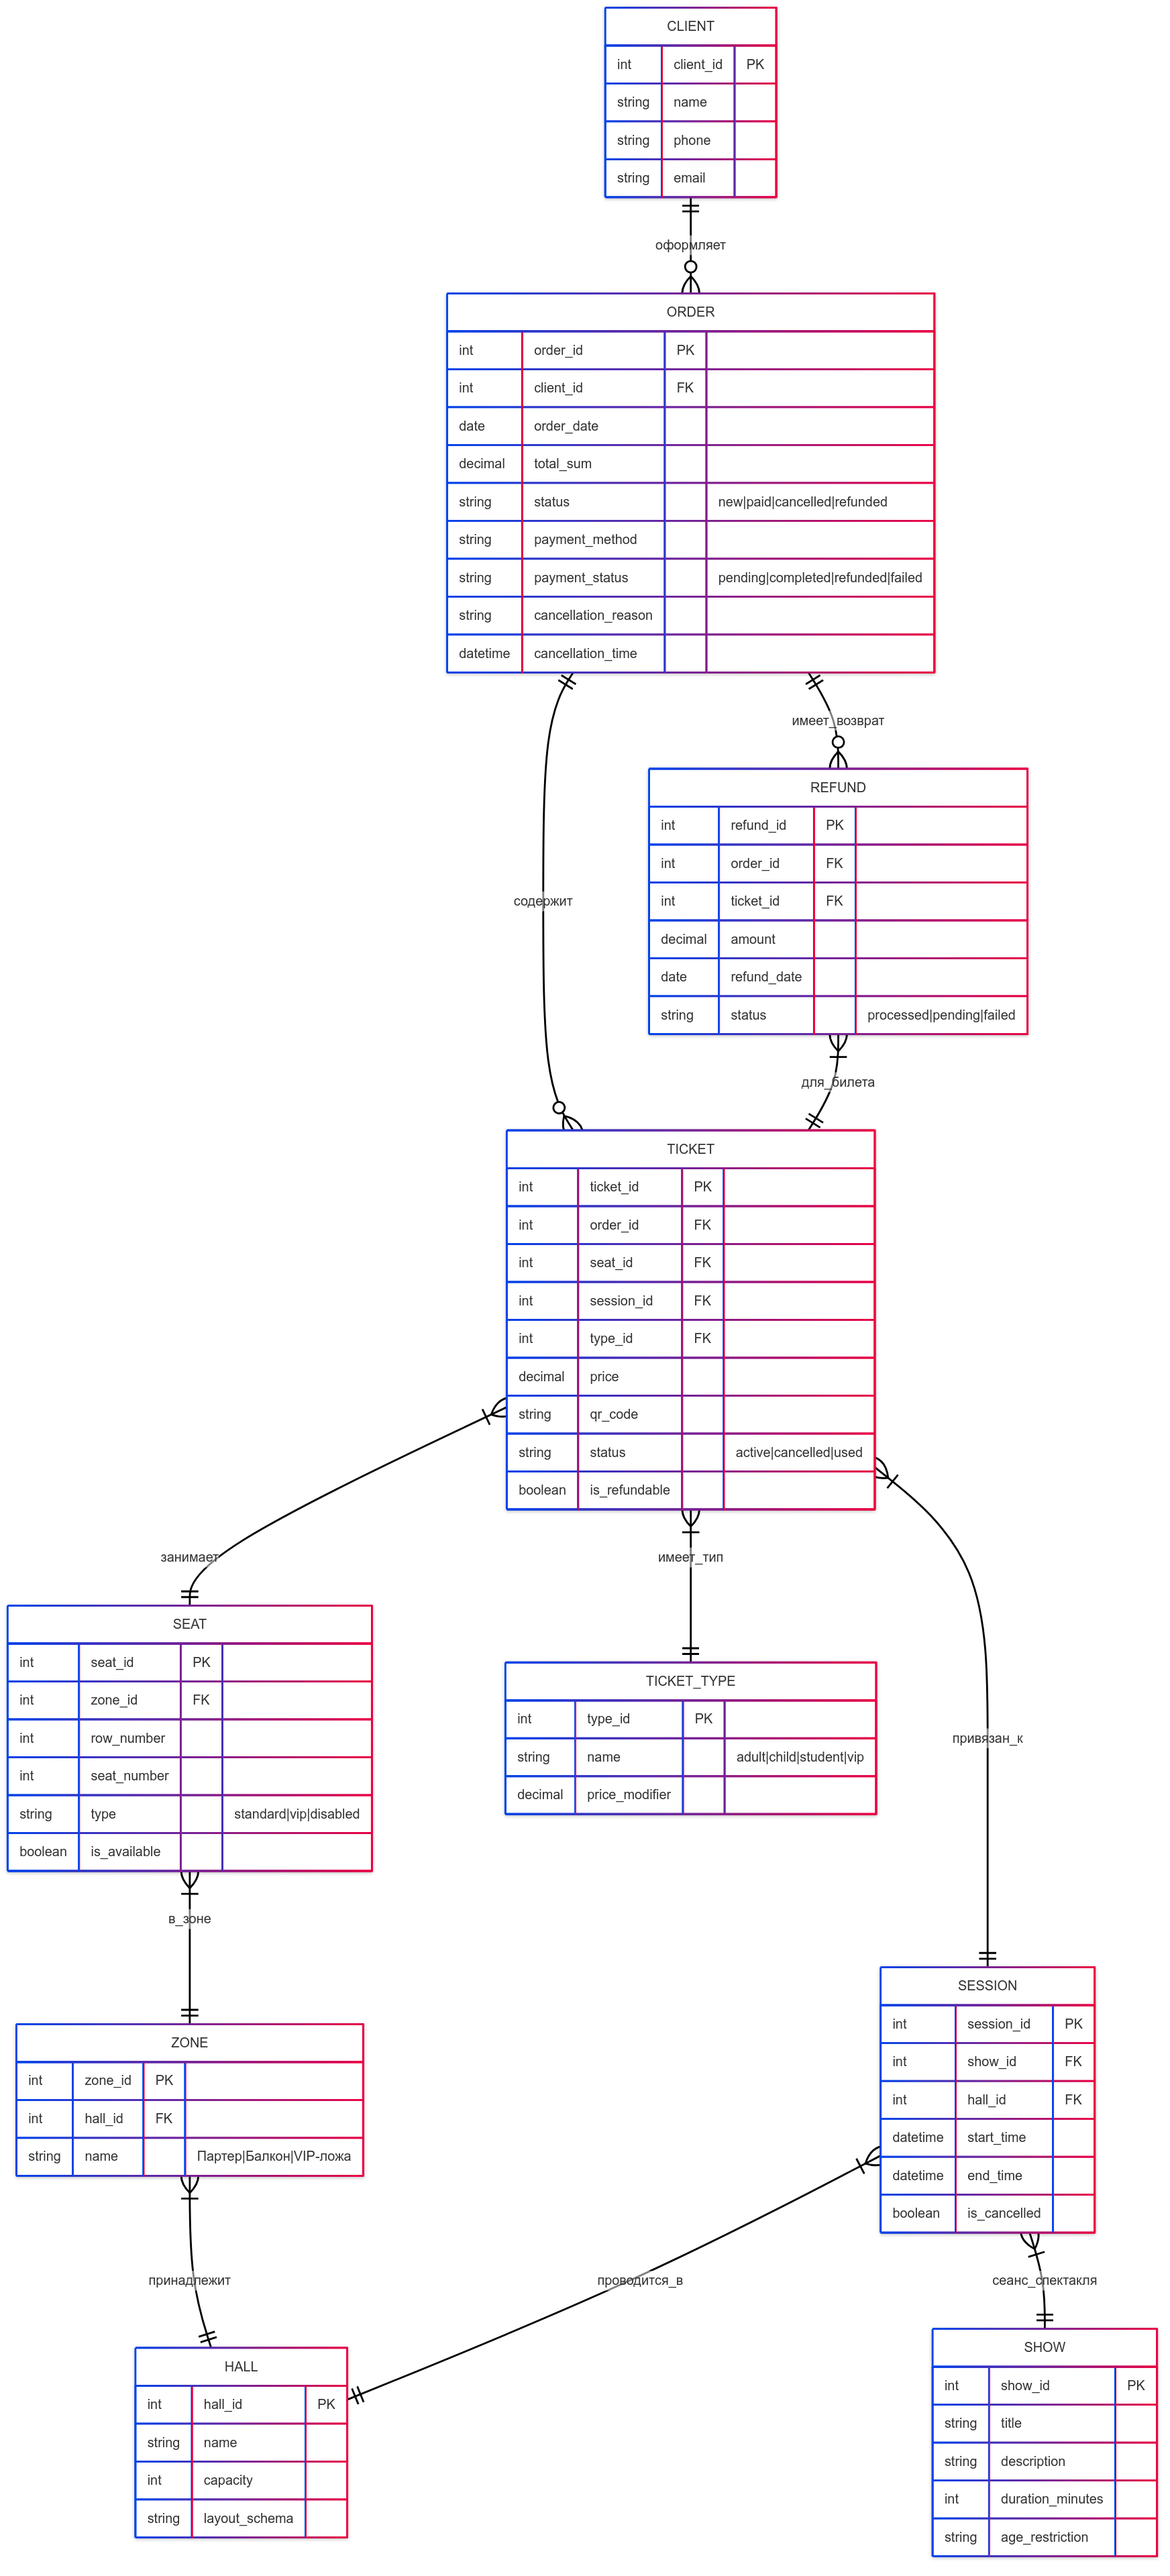 CLIENT
int client_id PK
string name
string phone
string email
оформляет
ORDER
int order_id PK
int client_id FK
date order_date
decimal total_sum
string status new|paid|cancelled|refunded
string payment_method
string payment_status pending|completed|refunded|failed
string cancellation_reason
datetime cancellation_time
имеет_возврат
REFUND
int refund_id PK
int order_id FK
int ticket_id FK
decimal amount
date refund_date
string status processed|pending|failed
содержит
для_билета
TICKET
int ticket_id PK
int order_id FK
int seat_id FK
int session_id FK
int type_id FK
decimal price
string qr_code
string status active|cancelled|used
boolean is_refundable
занимает
имеет_тип
SEAT
int seat_id PK
int zone_id FK
int row_number
int seat_number
string type standard|vip|disabled
boolean is_available
TICKET_TYPE
int type_id PK
string name adult|child|student|vip
decimal price_modifier
привязан_к
в_зоне
SESSION
int session_id PK
int show_id FK
int hall_id FK
datetime start_time
datetime end_time
boolean is_cancelled
ZONE
int zone_id PK
int hall_id FK
string name Партер|Балкон|VIP-ложа
принадлежит
проводится_в
сеанс_спектакля
HALL
int hall_id PK
string name
int capacity
string layout_schema
SHOW
int show_id PK
string title
string description
int duration_minutes
string age_restriction